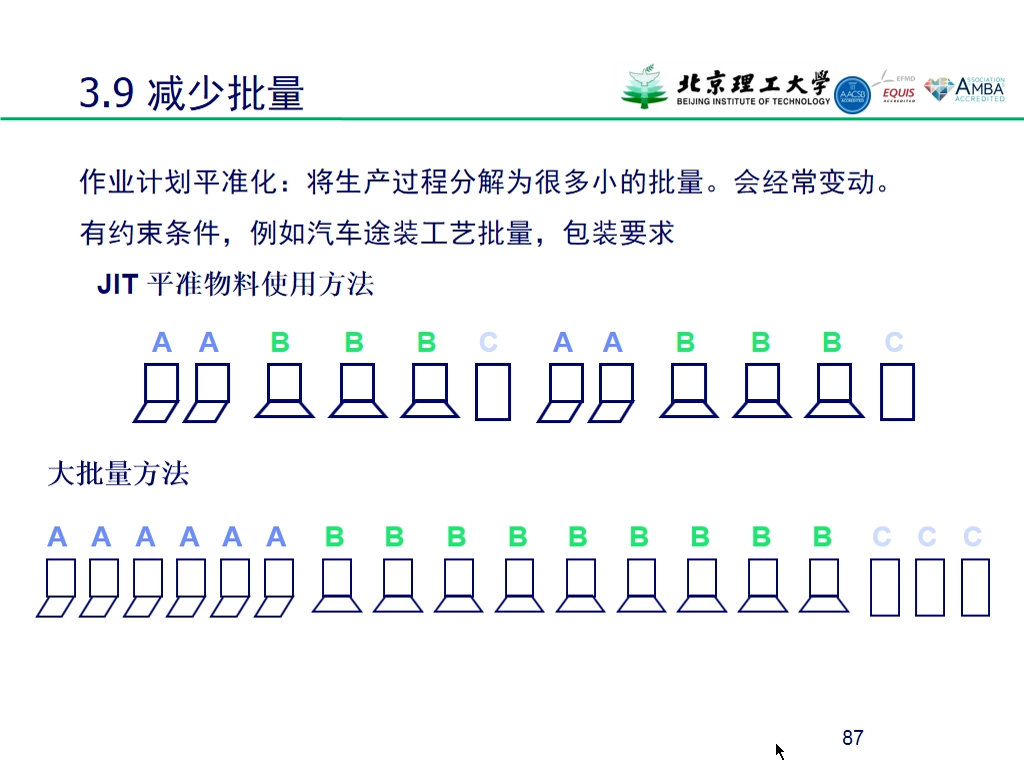 3.9 减少批量
北京理工大学
BEIJING INSTITUTE OF TECHNOLOGY
AACSB
ACCREDITED
EFMD
EQUIS
ACCREDITED
ASSOCIATION
AMBA
ACCREDITED
作业计划平准化：将生产过程分解为很多小的批量。会经常变动。
有约束条件，例如汽车途装工艺批量，包装要求
JIT 平准物料使用方法
A A B B B C A A B B B C
大批量方法
A A A A A A B B B B B B B B B C C C
87